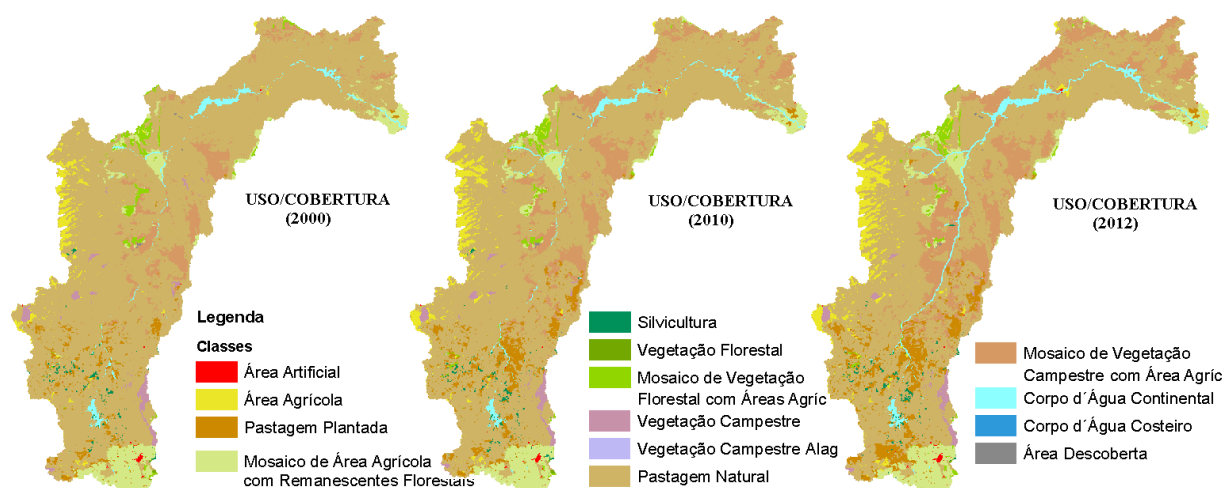 USO/COBERTURA
(2000)
USO/COBERTURA
(2010)
USO/COBERTURA
(2012)
Legenda
Classes
Área Artificial
Área Agrícola
Pastagem Plantada
Mosaico de Área Agrícola
com Remanescentes Florestais
Silvicultura
Vegetação Florestal
Mosaico de Vegetação
Florestal com Áreas Agríc
Vegetação Campestre
Vegetação Campestre Alag
Pastagem Natural
Mosaico de Vegetação
Campestre com Área Agríc
Corpo d´Água Continental
Corpo d´Água Costeiro
Área Descoberta